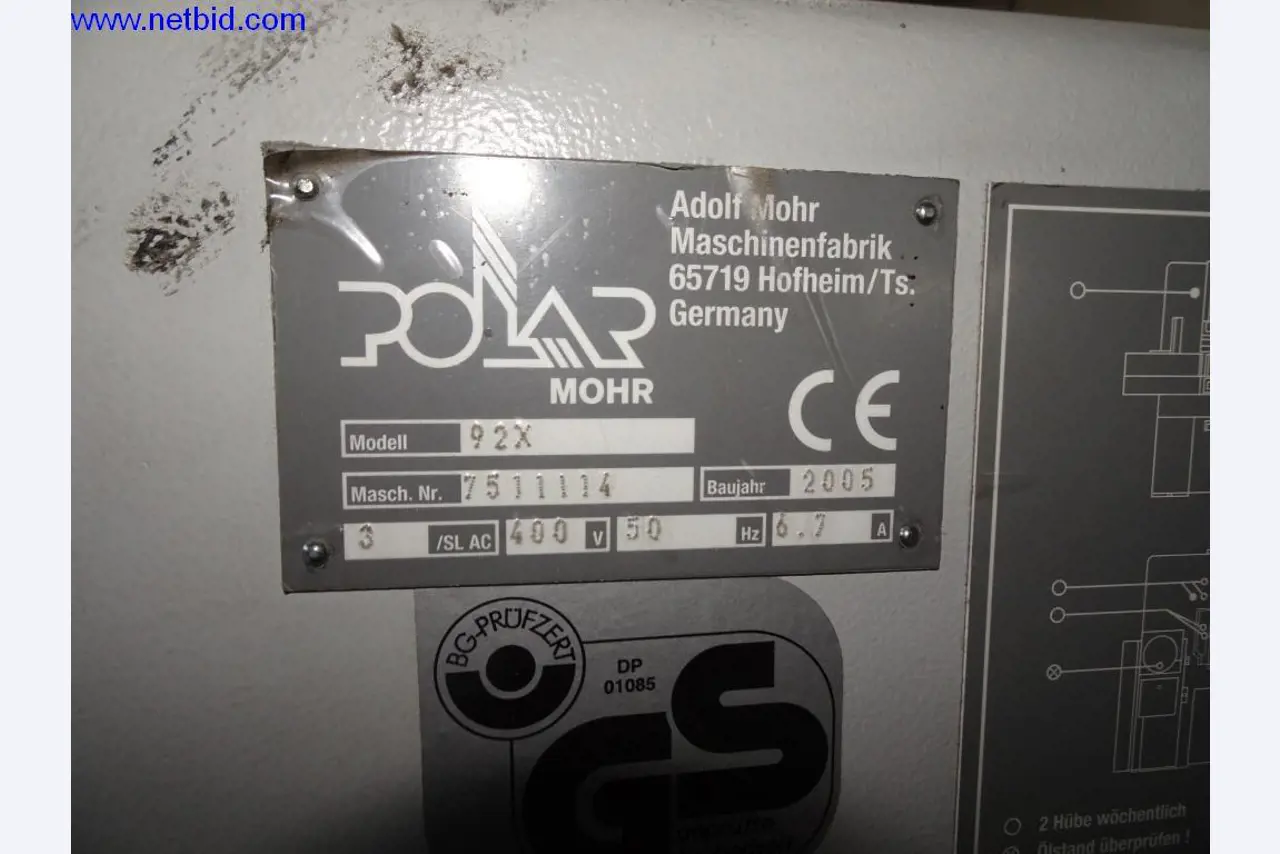 www.netbid.com
Adolf Mohr
Maschinenfabrik
65719 Hofheim/Ts.
Germany
POLAR
MOHR
CE
Modell 92X
Masch. Nr. 7511114 Baujahr 2005
3 /SL AC 400 V 50 Hz 6.7 A
BG-PRÜFZERT
DP
01085
GS
2 Hübe wöchentlich
Ölstand überprüfen !